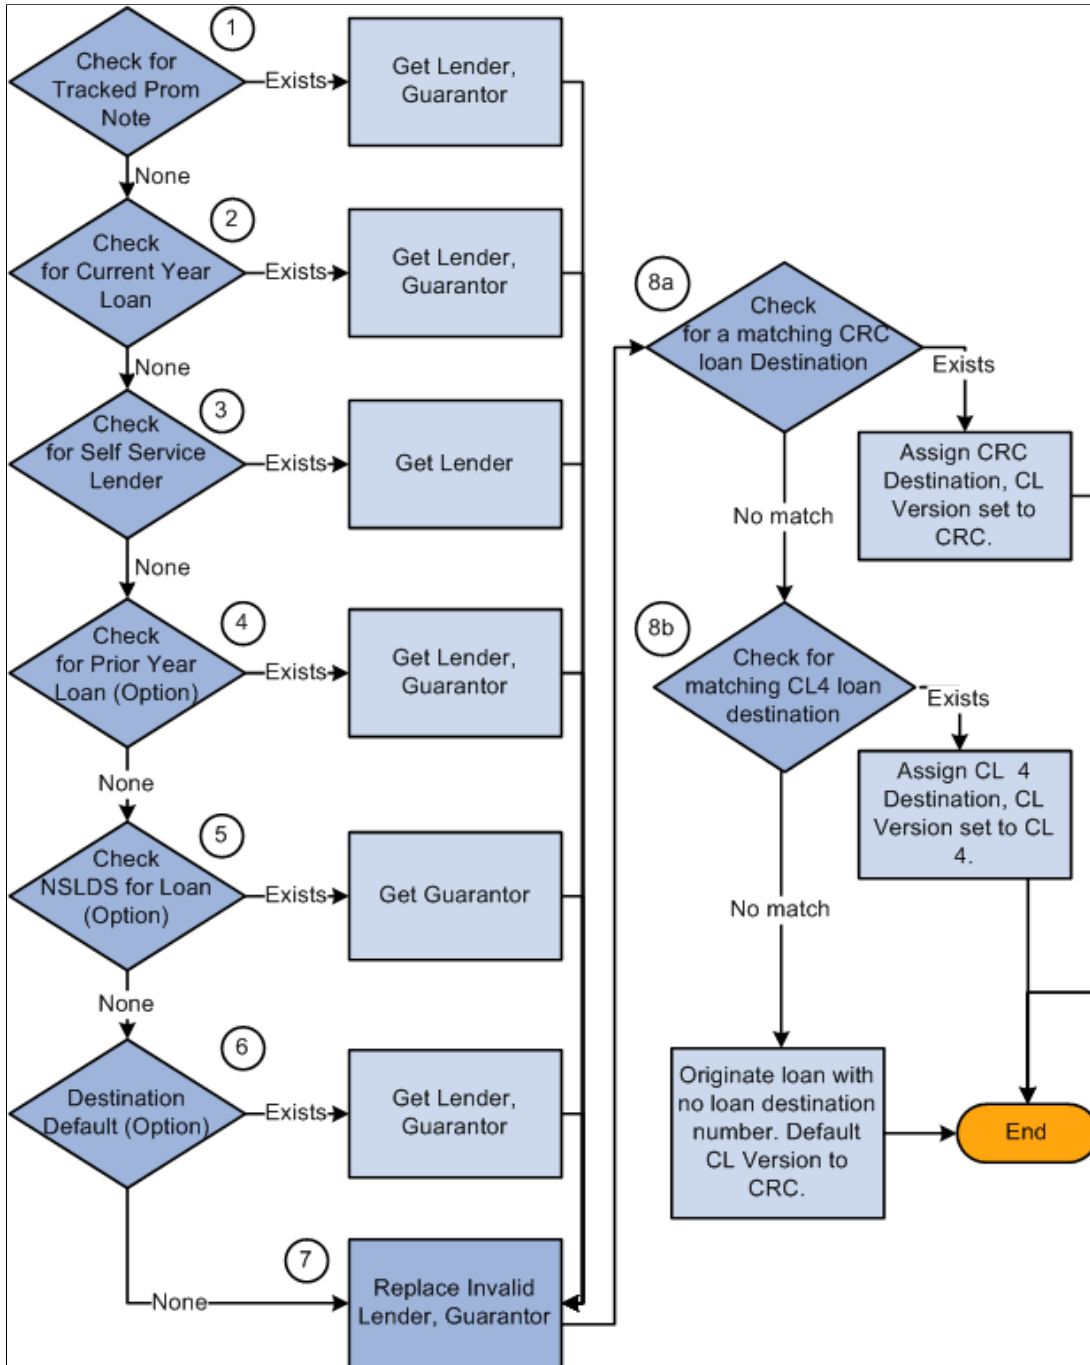 1
Check for
Tracked Prom
Note
Exists
Get Lender,
Guarantor
None
2
Check
for Current Year
Loan
Exists
Get Lender,
Guarantor
None
3
Check
for Self Service
Lender
Exists
Get Lender
None
4
Check
for Prior Year
Loan (Option)
Exists
Get Lender,
Guarantor
None
5
Check
NSLDS for Loan
(Option)
Exists
Get Guarantor
None
6
Destination
Default (Option)
Exists
Get Lender,
Guarantor
None
7
Replace Invalid
Lender, Guarantor
8a
Check
for a matching CRC
loan Destination
Exists
Assign CRC
Destination, CL
Version set to
CRC.
No match
8b
Check for
matching CL4 loan
destination
Exists
Assign CL 4
Destination, CL
Version set to CL
4.
No match
Originate loan with
no loan destination
number. Default
CL Version to
CRC.
End